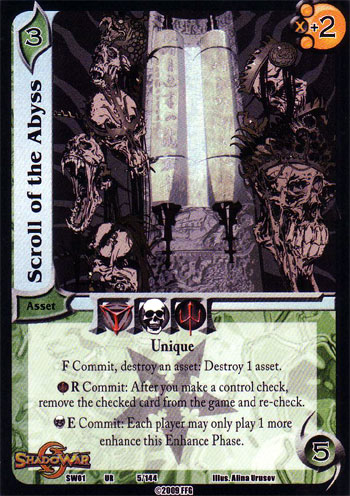 3
X +2
Scroll of the Abyss
Asset
Unique
F Commit, destroy an asset: Destroy 1 asset.
R Commit: After you make a control check,
remove the checked card from the game and re-check.
E Commit: Each player may only play 1 more
enhance this Enhance Phase.
5
SHADOWAR
SW01 UR 5/144 Illus. Alina Urusov
©2009 FFG